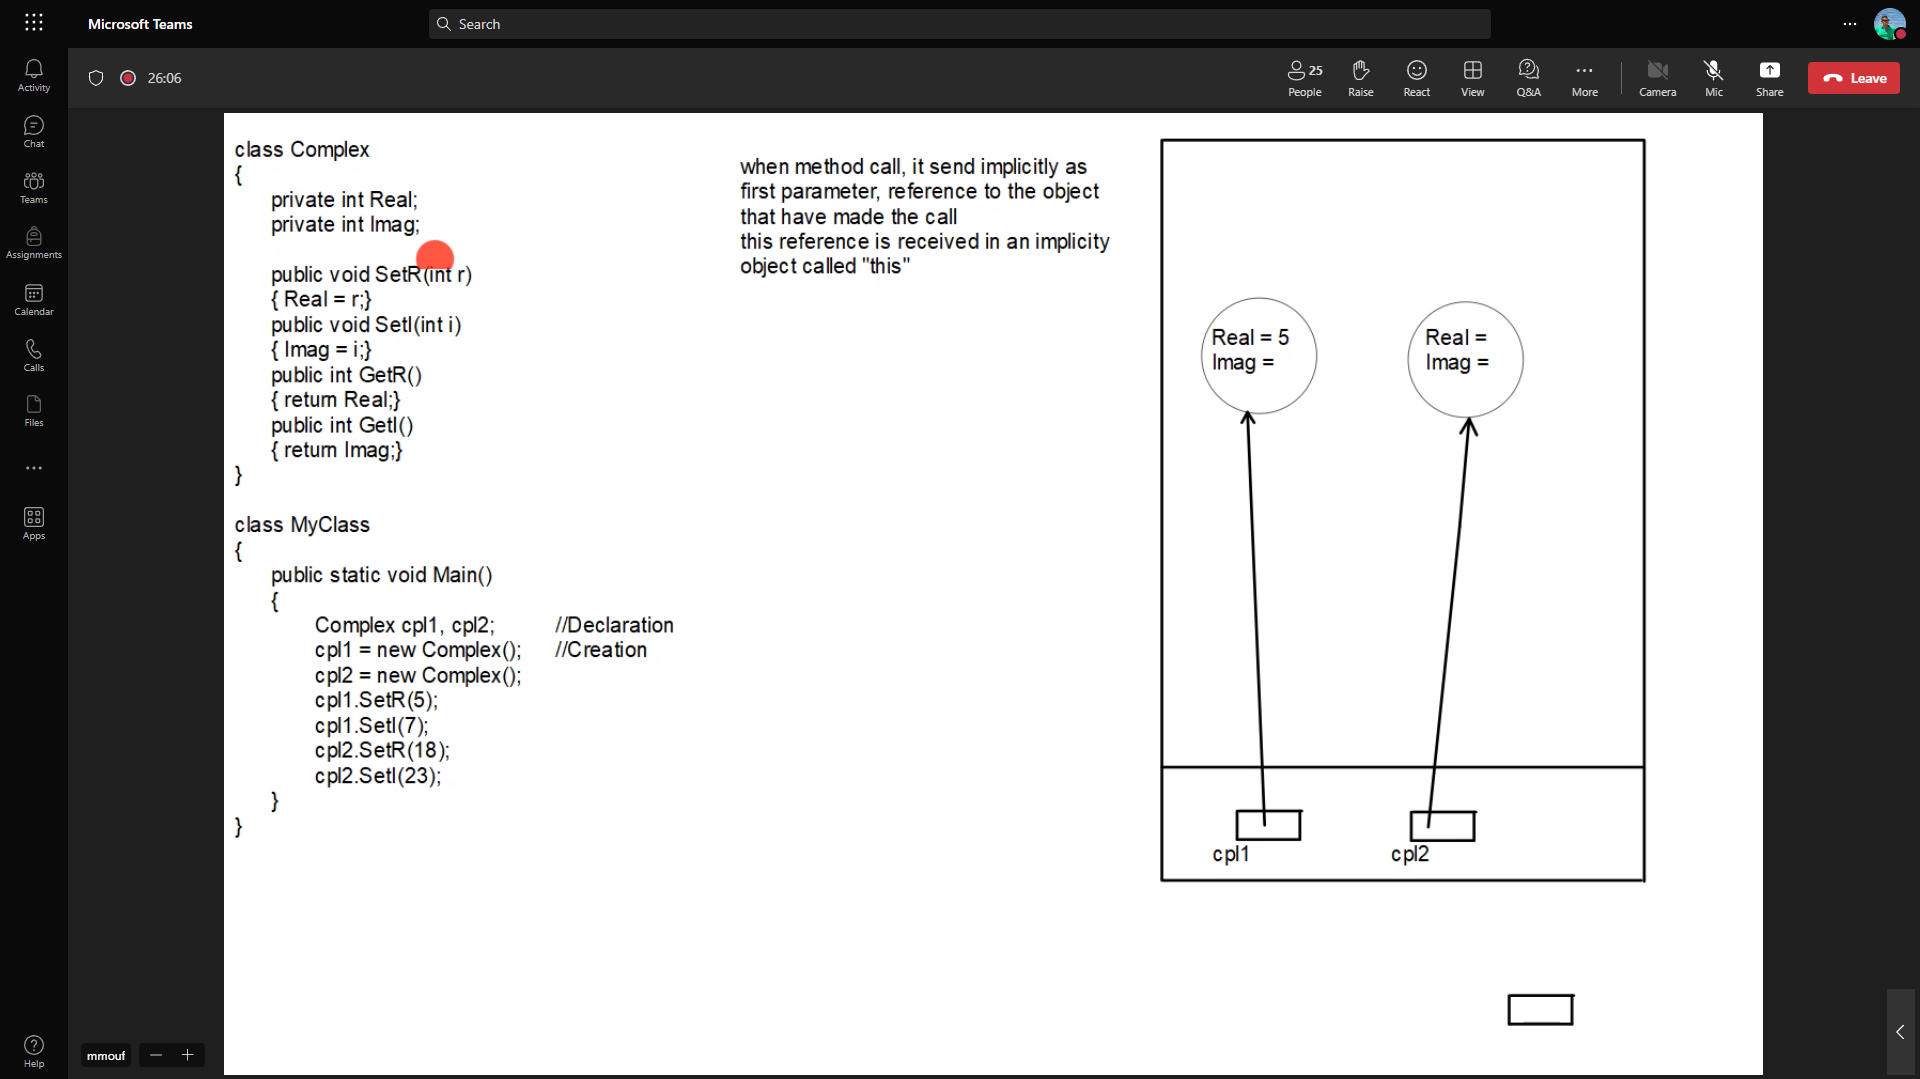 Microsoft Teams
Search
Activity
Chat
Teams
Assignments
Calendar
Calls
Files
Apps
Help
26:06
25
People
Raise
React
View
Q&A
More
Camera
Mic
Share
Leave
class Complex
{
private int Real;
private int Imag;
public void SetR(int r)
{ Real = r;}
public void SetI(int i)
{ Imag = i;}
public int GetR()
{ return Real;}
public int GetI()
{ return Imag;}
}
class MyClass
{
public static void Main()
{
Complex cpl1, cpl2; //Declaration
cpl1 = new Complex(); //Creation
cpl2 = new Complex();
cpl1.SetR(5);
cpl1.SetI(7);
cpl2.SetR(18);
cpl2.SetI(23);
}
}
when method call, it send implicitly as
first parameter, reference to the object
that have made the call
this reference is received in an implicity
object called "this"
Real = 5
Imag =
Real =
Imag =
cpl1
cpl2
mmouf